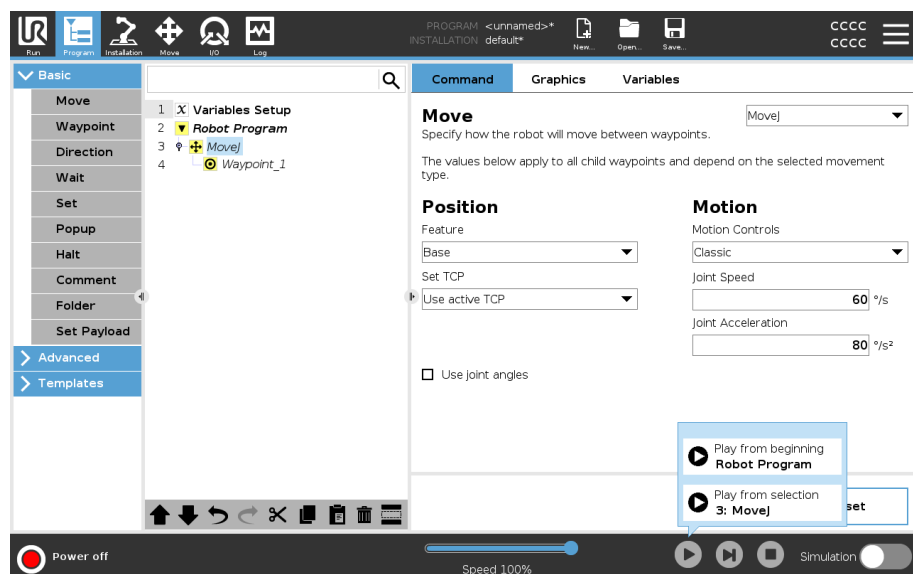 PROGRAM <unnamed>*
INSTALLATION default*
CCCC
CCCC
Run
Program
Installation
Move
I/O
Log
New...
Open...
Save...
Basic
Move
Waypoint
Direction
Wait
Set
Popup
Halt
Comment
Folder
Set Payload
Advanced
Templates
1 X Variables Setup
2 Robot Program
3 MoveJ
4 Waypoint_1
Command Graphics Variables
Move
MoveJ
Specify how the robot will move between waypoints.
The values below apply to all child waypoints and depend on the selected movement
type.
Position
Feature
Base
Set TCP
Use active TCP
Use joint angles
Motion
Motion Controls
Classic
Joint Speed
60 °/s
Joint Acceleration
80 °/s²
Play from beginning
Robot Program
Play from selection
3: MoveJ
set
Power off
Speed 100%
Simulation